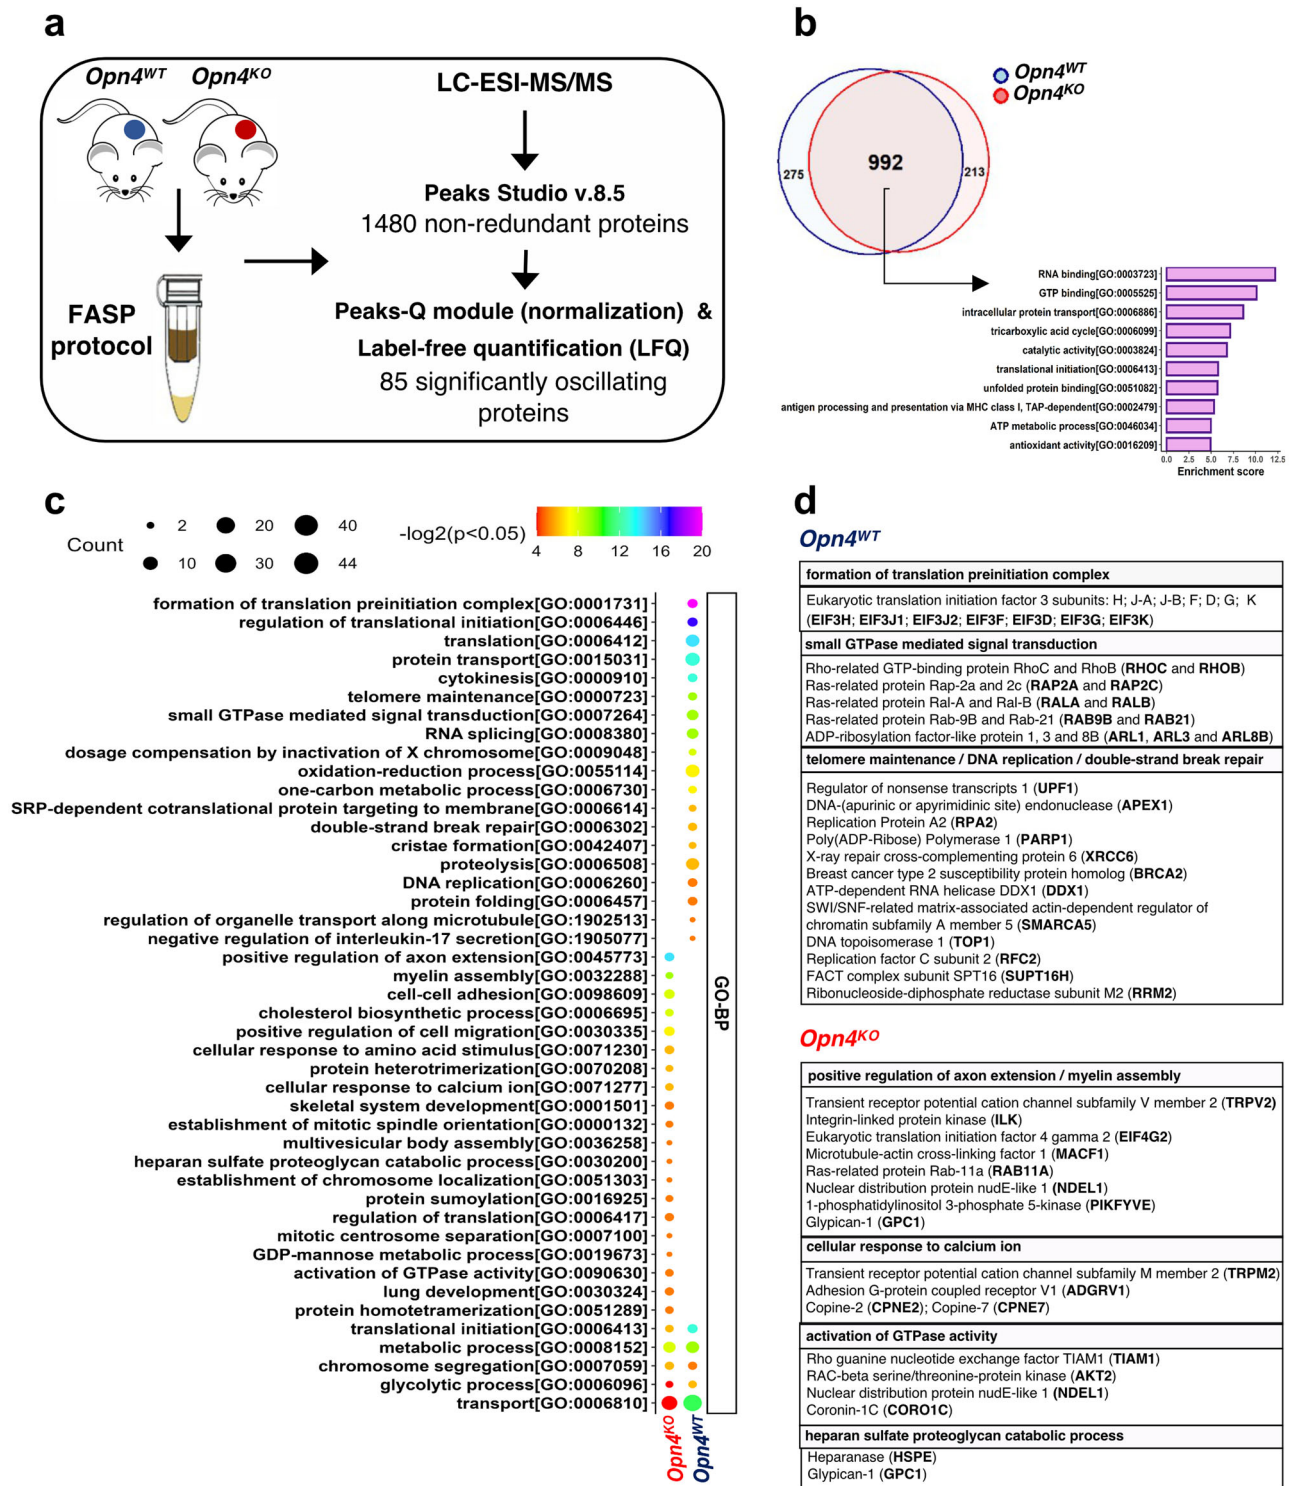 a
Opn4WT Opn4KO
LC-ESI-MS/MS
Peaks Studio v.8.5
1480 non-redundant proteins
FASP
protocol
Peaks-Q module (normalization) &
Label-free quantification (LFQ)
85 significantly oscillating
proteins
b
Opn4WT
Opn4KO
275
992
213
RNA binding[GO:0003723]
GTP binding[GO:0005525]
intracellular protein transport[GO:0006886]
tricarboxylic acid cycle[GO:0006099]
catalytic activity[GO:0003824]
translational initiation[GO:0006413]
unfolded protein binding[GO:0051082]
antigen processing and presentation via MHC class I, TAP-dependent[GO:0002479]
ATP metabolic process[GO:0046034]
antioxidant activity[GO:0016209]
0.0 2.5 5.0 7.5 10.0 12.5
Enrichment score
c
Count
2 20 40
10 30 44
-log2(p<0.05)
4 8 12 16 20
formation of translation preinitiation complex[GO:0001731]
regulation of translational initiation[GO:0006446]
translation[GO:0006412]
protein transport[GO:0015031]
cytokinesis[GO:0000910]
telomere maintenance[GO:0000723]
small GTPase mediated signal transduction[GO:0007264]
RNA splicing[GO:0008380]
dosage compensation by inactivation of X chromosome[GO:0009048]
oxidation-reduction process[GO:0055114]
one-carbon metabolic process[GO:0006730]
SRP-dependent cotranslational protein targeting to membrane[GO:0006614]
double-strand break repair[GO:0006302]
cristae formation[GO:0042407]
proteolysis[GO:0006508]
DNA replication[GO:0006260]
protein folding[GO:0006457]
regulation of organelle transport along microtubule[GO:1902513]
negative regulation of interleukin-17 secretion[GO:1905077]
positive regulation of axon extension[GO:0045773]
myelin assembly[GO:0032288]
cell-cell adhesion[GO:0098609]
cholesterol biosynthetic process[GO:0006695]
positive regulation of cell migration[GO:0030335]
cellular response to amino acid stimulus[GO:0071230]
protein heterotrimerization[GO:0070208]
cellular response to calcium ion[GO:0071277]
skeletal system development[GO:0001501]
establishment of mitotic spindle orientation[GO:0000132]
multivesicular body assembly[GO:0036258]
heparan sulfate proteoglycan catabolic process[GO:0030200]
establishment of chromosome localization[GO:0051303]
protein sumoylation[GO:0016925]
regulation of translation[GO:0006417]
mitotic centrosome separation[GO:0007100]
GDP-mannose metabolic process[GO:0019673]
activation of GTPase activity[GO:0090630]
lung development[GO:0030324]
protein homotetramerization[GO:0051289]
translational initiation[GO:0006413]
metabolic process[GO:0008152]
chromosome segregation[GO:0007059]
glycolytic process[GO:0006096]
transport[GO:0006810]
GO-BP
Opn4KO
Opn4WT
d
Opn4WT
formation of translation preinitiation complex
Eukaryotic translation initiation factor 3 subunits: H; J-A; J-B; F; D; G; K
(EIF3H; EIF3J1; EIF3J2; EIF3F; EIF3D; EIF3G; EIF3K)
small GTPase mediated signal transduction
Rho-related GTP-binding protein RhoC and RhoB (RHOC and RHOB)
Ras-related protein Rap-2a and 2c (RAP2A and RAP2C)
Ras-related protein Ral-A and Ral-B (RALA and RALB)
Ras-related protein Rab-9B and Rab-21 (RAB9B and RAB21)
ADP-ribosylation factor-like protein 1, 3 and 8B (ARL1, ARL3 and ARL8B)
telomere maintenance / DNA replication / double-strand break repair
Regulator of nonsense transcripts 1 (UPF1)
DNA-(apurinic or apyrimidinic site) endonuclease (APEX1)
Replication Protein A2 (RPA2)
Poly(ADP-Ribose) Polymerase 1 (PARP1)
X-ray repair cross-complementing protein 6 (XRCC6)
Breast cancer type 2 susceptibility protein homolog (BRCA2)
ATP-dependent RNA helicase DDX1 (DDX1)
SWI/SNF-related matrix-associated actin-dependent regulator of
chromatin subfamily A member 5 (SMARCA5)
DNA topoisomerase 1 (TOP1)
Replication factor C subunit 2 (RFC2)
FACT complex subunit SPT16 (SUPT16H)
Ribonucleoside-diphosphate reductase subunit M2 (RRM2)
Opn4KO
positive regulation of axon extension / myelin assembly
Transient receptor potential cation channel subfamily V member 2 (TRPV2)
Integrin-linked protein kinase (ILK)
Eukaryotic translation initiation factor 4 gamma 2 (EIF4G2)
Microtubule-actin cross-linking factor 1 (MACF1)
Ras-related protein Rab-11a (RAB11A)
Nuclear distribution protein nudE-like 1 (NDEL1)
1-phosphatidylinositol 3-phosphate 5-kinase (PIKFYVE)
Glypican-1 (GPC1)
cellular response to calcium ion
Transient receptor potential cation channel subfamily M member 2 (TRPM2)
Adhesion G-protein coupled receptor V1 (ADGRV1)
Copine-2 (CPNE2); Copine-7 (CPNE7)
activation of GTPase activity
Rho guanine nucleotide exchange factor TIAM1 (TIAM1)
RAC-beta serine/threonine-protein kinase (AKT2)
Nuclear distribution protein nudE-like 1 (NDEL1)
Coronin-1C (CORO1C)
heparan sulfate proteoglycan catabolic process
Heparanase (HSPE)
Glypican-1 (GPC1)